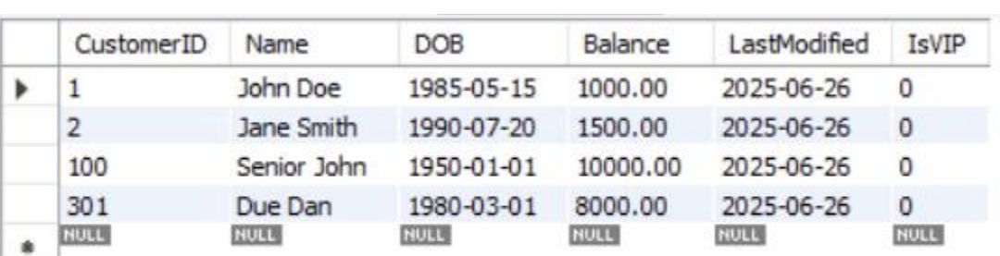 CustomerID Name DOB Balance LastModified IsVIP
1 John Doe 1985-05-15 1000.00 2025-06-26 0
2 Jane Smith 1990-07-20 1500.00 2025-06-26 0
100 Senior John 1950-01-01 10000.00 2025-06-26 0
301 Due Dan 1980-03-01 8000.00 2025-06-26 0
NULL NULL NULL NULL NULL NULL